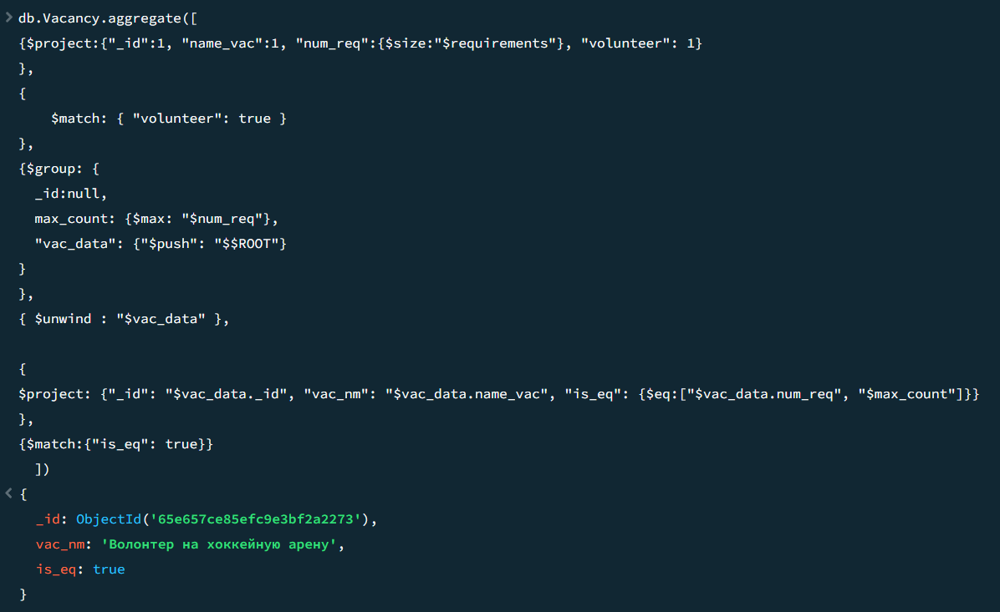 db.Vacancy.aggregate([
{$project:{"_id":1, "name_vac":1, "num_req":{$size:"$requirements"}, "volunteer": 1}
},
{
    $match: { "volunteer": true }
},
{$group: {
  _id:null,
  max_count: {$max: "$num_req"},
  "vac_data": {"$push": "$$ROOT"}
}
},
{ $unwind : "$vac_data" },

{
$project: {"_id": "$vac_data._id", "vac_nm": "$vac_data.name_vac", "is_eq": {$eq:["$vac_data.num_req", "$max_count"]}}
},
{$match:{"is_eq": true}}
  ])
{
  _id: ObjectId('65e657ce85efc9e3bf2a2273'),
  vac_nm: 'Волонтер на хоккейную арену',
  is_eq: true
}